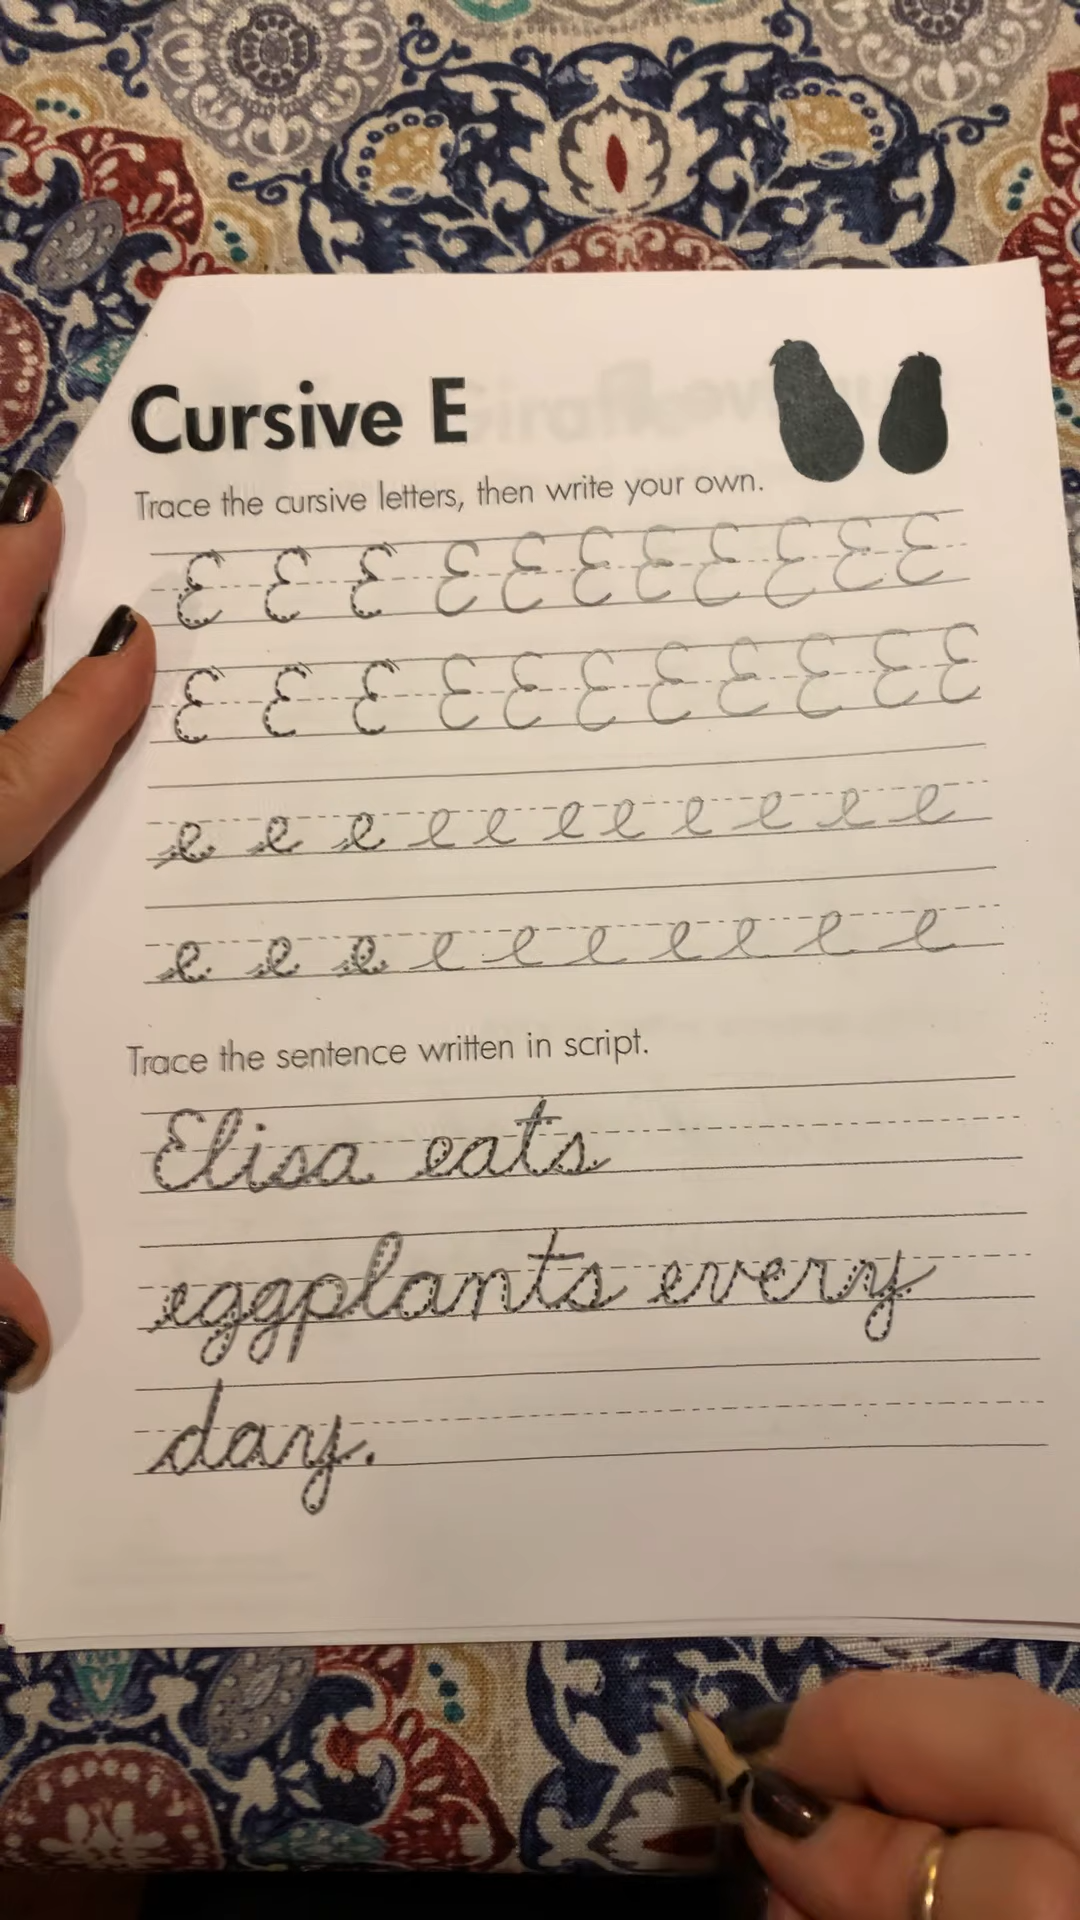 Cursive E
Trace the cursive letters, then write your own.
E E E E E E E E E E E
E E E E E E E E E E E
e e e e e e e e e e e
e e e e e e e e e e
Trace the sentence written in script.
Elisa eats
eggplants every
day.